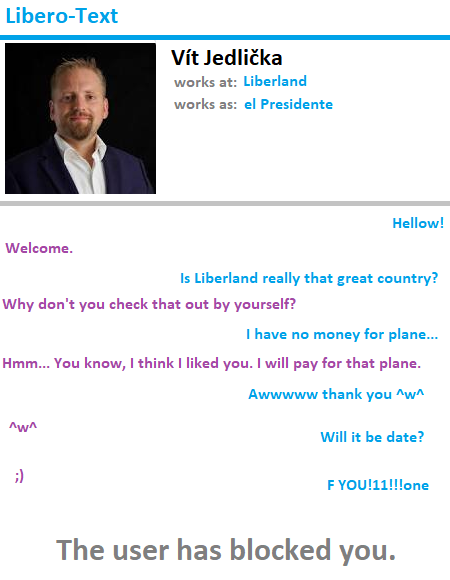 Libero-Text
Vít Jedlička
works at: Liberland
works as: el Presidente
Hellow!
Welcome.
Is Liberland really that great country?
Why don't you check that out by yourself?
I have no money for plane...
Hmm... You know, I think I liked you. I will pay for that plane.
Awwwww thank you ^w^
^w^
Will it be date?
;)
F YOU!11!!!one
The user has blocked you.